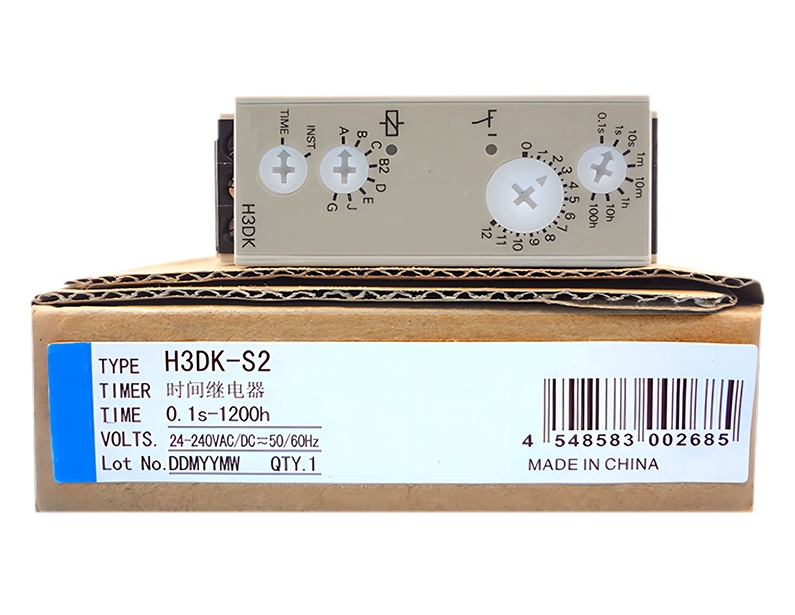 TIME
INST
A
B
C
B2
D
E
J
G
H3DK
0
1
2
3
4
5
6
7
8
9
10
11
12
0.1s
1s
10s
1m
10m
1h
10h
100h
TYPE H3DK-S2
TIMER 时间继电器
TIME 0.1s-1200h
VOLTS. 24-240VAC/DC≂50/60Hz
Lot No.DDMYYMW QTY.1
4 548583 002685
MADE IN CHINA